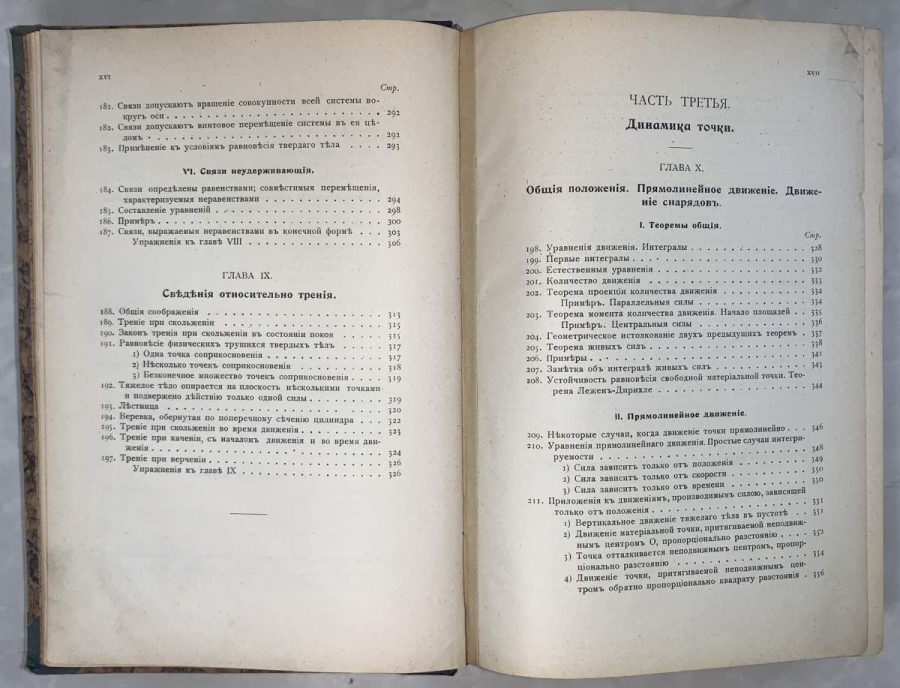 XVI
Стр.
181. Связи допускаютъ вращеніе совокупности всей системы во-
кругъ оси . . . . . . . . . . . . . . . . 292
182. Связи допускаютъ винтовое перемѣщеніе системы въ ея цѣ-
ломъ . . . . . . . . . . . . . . . . 292
183. Примѣненіе къ условіямъ равновѣсія твердаго тѣла . . . . 293
VI. Связи неудерживающія.
184. Связи опредѣлены равенствами; совмѣстимыя перемѣщенія,
характеризуемыя неравенствами . . . . . . . . . . 294
185. Составленіе уравненій . . . . . . . . . . . . 298
186. Примѣръ . . . . . . . . . . . . . . . . 300
187. Связи, выражаемыя неравенствами въ конечной формѣ . . . 303
Упражненія къ главѣ VIII . . . . . . . . . . . 306
ГЛАВА IX.
Свѣдѣнія относительно тренія.
188. Общія соображенія . . . . . . . . . . . . . 313
189. Треніе при скольженіи . . . . . . . . . . . . 315
190. Законъ тренія при скольженіи въ состояніи покоя . . . . 315
191. Равновѣсіе физическихъ трущихся твердыхъ тѣлъ . . . . 317
1) Одна точка соприкосновенія . . . . . . . . . . 317
2) Нѣсколько точекъ соприкосновенія . . . . . . . . 318
3) Безконечное множество точекъ соприкосновенія . . . . 319
192. Тяжелое тѣло опирается на плоскость нѣсколькими точками
и подвержено дѣйствію только одной силы . . . . . . 319
193. Лѣстница . . . . . . . . . . . . . . . . 320
194. Веревка, обернутая по поперечному сѣченію цилиндра . . . 322
195. Треніе при скольженіи во время движенія . . . . . . . 323
196. Треніе при каченіи, съ началомъ движенія и во время дви-
женія . . . . . . . . . . . . . . . . 324
197. Треніе при верченіи . . . . . . . . . . . . . 326
Упражненія къ главѣ IX . . . . . . . . . . . . 326
XVII
ЧАСТЬ ТРЕТЬЯ.
Динамика точки.
ГЛАВА X.
Общія положенія. Прямолинейное движеніе. Движе-
ніе снарядовъ.
I. Теоремы общія.
Стр.
198. Уравненія движенія. Интегралы . . . . . . . . . . 328
199. Первые интегралы . . . . . . . . . . . . . 330
200. Естественныя уравненія . . . . . . . . . . . . 332
201. Количество движенія . . . . . . . . . . . . . 333
202. Теорема проекціи количества движенія . . . . . . . . 334
Примѣръ. Параллельныя силы . . . . . . . . . . 334
203. Теорема момента количества движенія. Начало площадей . . 335
Примѣръ. Центральныя силы . . . . . . . . . . 336
204. Геометрическое истолкованіе двухъ предыдущихъ теоремъ . 337
205. Теорема живыхъ силъ . . . . . . . . . . . . 338
206. Примѣры . . . . . . . . . . . . . . . . 341
207. Замѣтка объ интегралѣ живыхъ силъ . . . . . . . . 343
208. Устойчивость равновѣсія свободной матеріальной точки. Тео-
рема Лежен-Дирихле . . . . . . . . . . . . . 344
II. Прямолинейное движеніе.
209. Нѣкоторые случаи, когда движеніе точки прямолинейно . . 346
210. Уравненія прямолинейнаго движенія. Простые случаи интегри-
руемости . . . . . . . . . . . . . . . . 348
1) Сила зависитъ только отъ положенія . . . . . . . 349
2) Сила зависитъ только отъ скорости . . . . . . . . 350
3) Сила зависитъ только отъ времени . . . . . . . . 350
211. Приложенія къ движеніямъ, производимымъ силою, зависящей
только отъ положенія . . . . . . . . . . . . 351
1) Вертикальное движеніе тяжелаго тѣла въ пустотѣ . . . 351
2) Движеніе матеріальной точки, притягиваемой неподвиж-
нымъ центромъ O, пропорціонально разстоянію . . . . 352
3) Точка отталкивается неподвижнымъ центромъ, пропор-
ціонально разстоянію . . . . . . . . . . . . 354
4) Движеніе точки, притягиваемой неподвижнымъ цен-
тромъ обратно пропорціонально квадрату разстоянія . 356